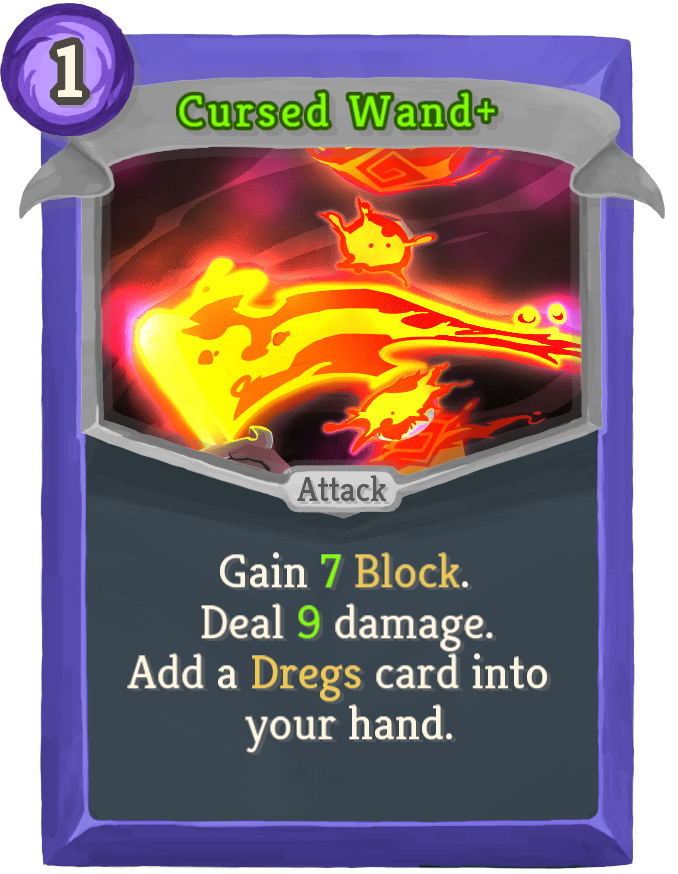 1
Cursed Wand+
Attack
Gain 7 Block.
Deal 9 damage.
Add a Dregs card into
your hand.